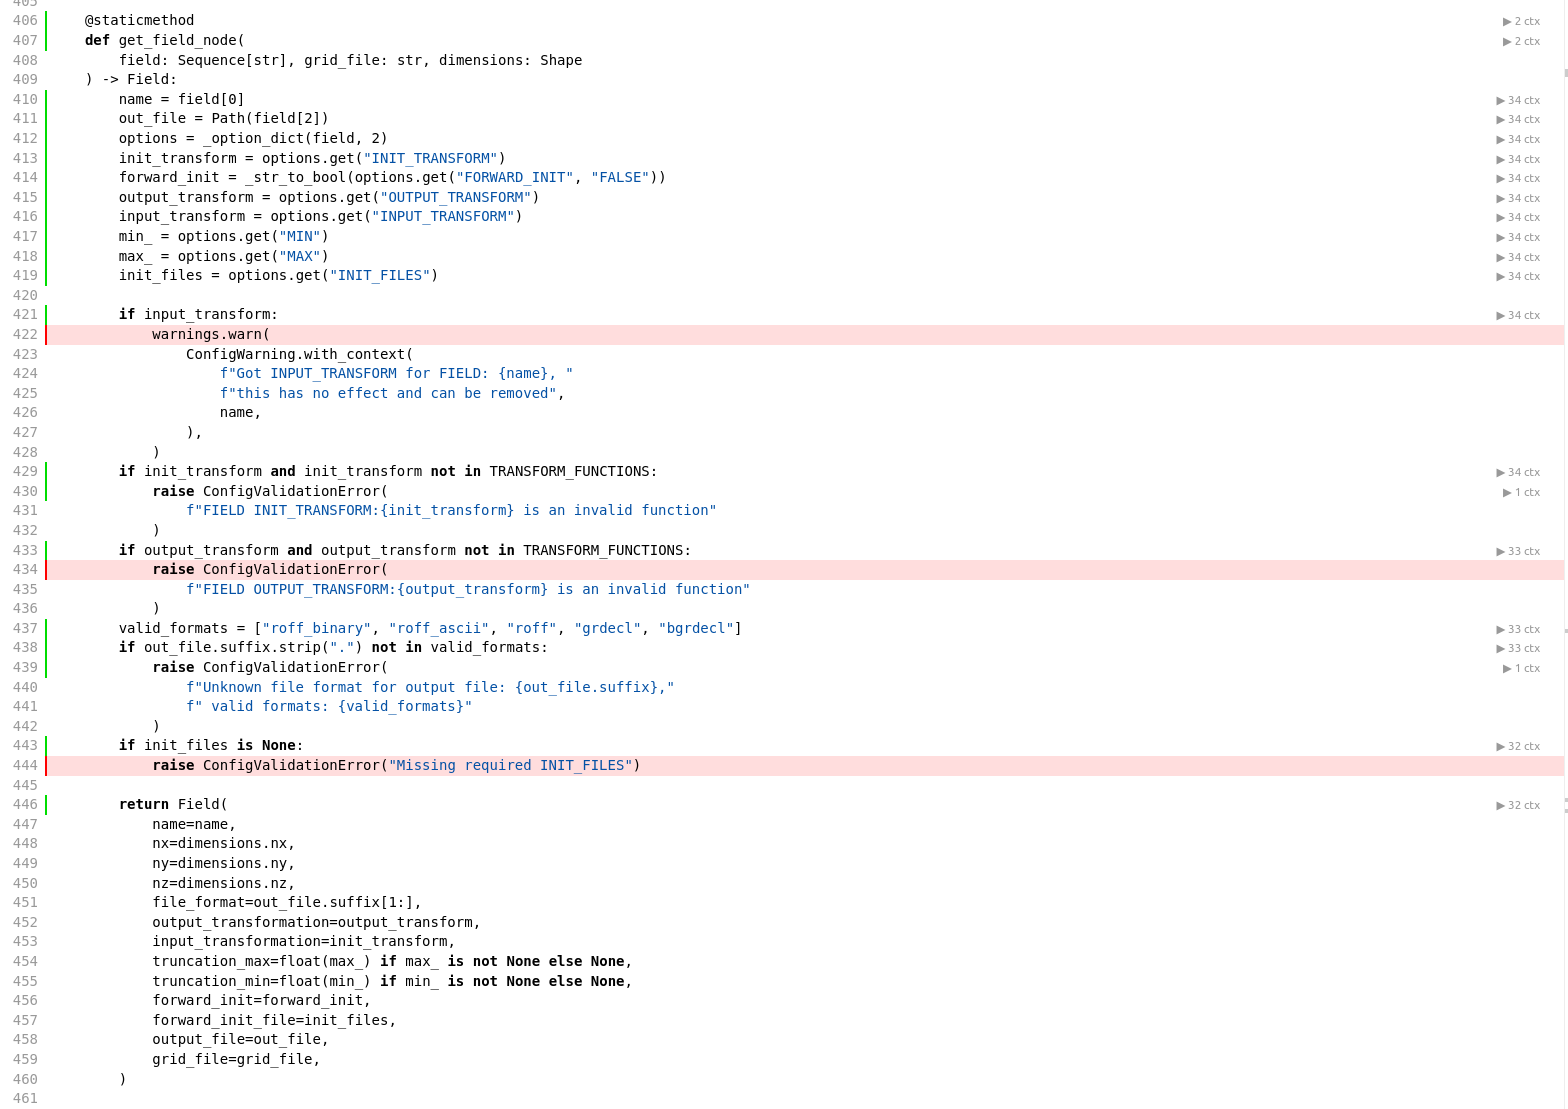 405
406     @staticmethod ▶ 2 ctx
407     def get_field_node( ▶ 2 ctx
408         field: Sequence[str], grid_file: str, dimensions: Shape
409     ) -> Field:
410         name = field[0] ▶ 34 ctx
411         out_file = Path(field[2]) ▶ 34 ctx
412         options = _option_dict(field, 2) ▶ 34 ctx
413         init_transform = options.get("INIT_TRANSFORM") ▶ 34 ctx
414         forward_init = _str_to_bool(options.get("FORWARD_INIT", "FALSE")) ▶ 34 ctx
415         output_transform = options.get("OUTPUT_TRANSFORM") ▶ 34 ctx
416         input_transform = options.get("INPUT_TRANSFORM") ▶ 34 ctx
417         min_ = options.get("MIN") ▶ 34 ctx
418         max_ = options.get("MAX") ▶ 34 ctx
419         init_files = options.get("INIT_FILES") ▶ 34 ctx
420
421         if input_transform: ▶ 34 ctx
422             warnings.warn(
423                 ConfigWarning.with_context(
424                     f"Got INPUT_TRANSFORM for FIELD: {name}, "
425                     f"this has no effect and can be removed",
426                     name,
427                 ),
428             )
429         if init_transform and init_transform not in TRANSFORM_FUNCTIONS: ▶ 34 ctx
430             raise ConfigValidationError( ▶ 1 ctx
431                 f"FIELD INIT_TRANSFORM:{init_transform} is an invalid function"
432             )
433         if output_transform and output_transform not in TRANSFORM_FUNCTIONS: ▶ 33 ctx
434             raise ConfigValidationError(
435                 f"FIELD OUTPUT_TRANSFORM:{output_transform} is an invalid function"
436             )
437         valid_formats = ["roff_binary", "roff_ascii", "roff", "grdecl", "bgrdecl"] ▶ 33 ctx
438         if out_file.suffix.strip(".") not in valid_formats: ▶ 33 ctx
439             raise ConfigValidationError( ▶ 1 ctx
440                 f"Unknown file format for output file: {out_file.suffix},"
441                 f" valid formats: {valid_formats}"
442             )
443         if init_files is None: ▶ 32 ctx
444             raise ConfigValidationError("Missing required INIT_FILES")
445
446         return Field( ▶ 32 ctx
447             name=name,
448             nx=dimensions.nx,
449             ny=dimensions.ny,
450             nz=dimensions.nz,
451             file_format=out_file.suffix[1:],
452             output_transformation=output_transform,
453             input_transformation=init_transform,
454             truncation_max=float(max_) if max_ is not None else None,
455             truncation_min=float(min_) if min_ is not None else None,
456             forward_init=forward_init,
457             forward_init_file=init_files,
458             output_file=out_file,
459             grid_file=grid_file,
460         )
461